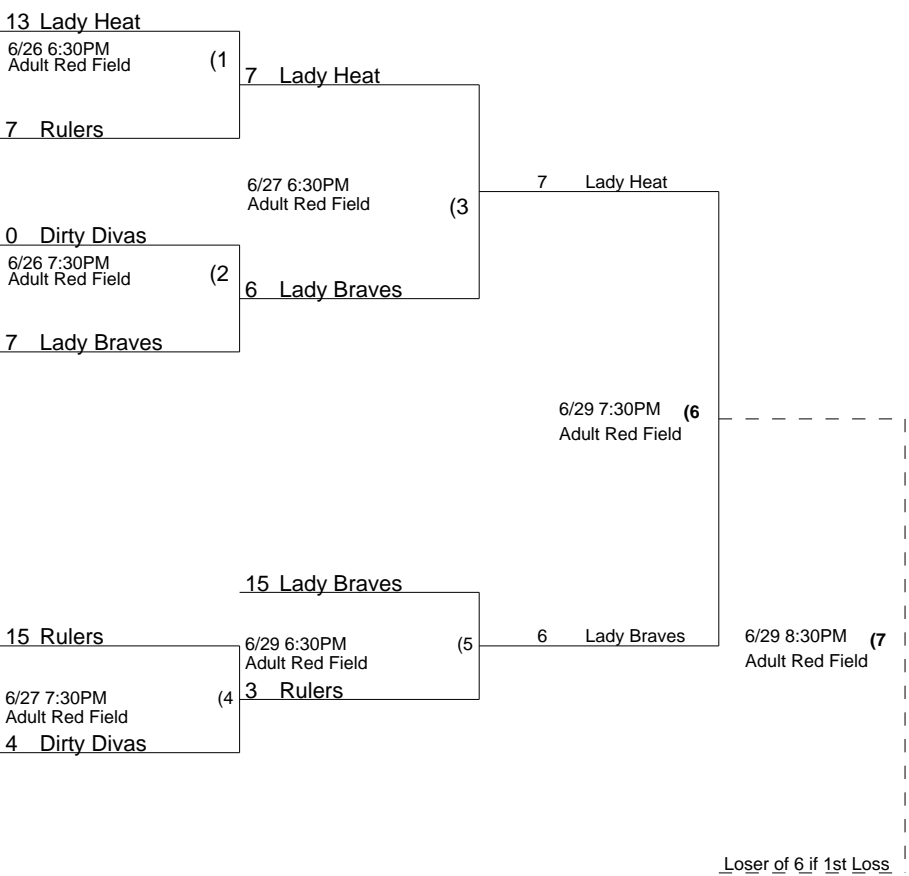 13 Lady Heat
6/26 6:30PM
Adult Red Field
(1
7 Lady Heat
7 Rulers
6/27 6:30PM
Adult Red Field
(3
7 Lady Heat
0 Dirty Divas
6/26 7:30PM
Adult Red Field
(2
6 Lady Braves
7 Lady Braves
6/29 7:30PM (6
Adult Red Field
15 Lady Braves
15 Rulers
6/29 6:30PM
Adult Red Field
(5
6 Lady Braves
6/29 8:30PM (7
Adult Red Field
3 Rulers
6/27 7:30PM
Adult Red Field
(4
4 Dirty Divas
Loser of 6 if 1st Loss